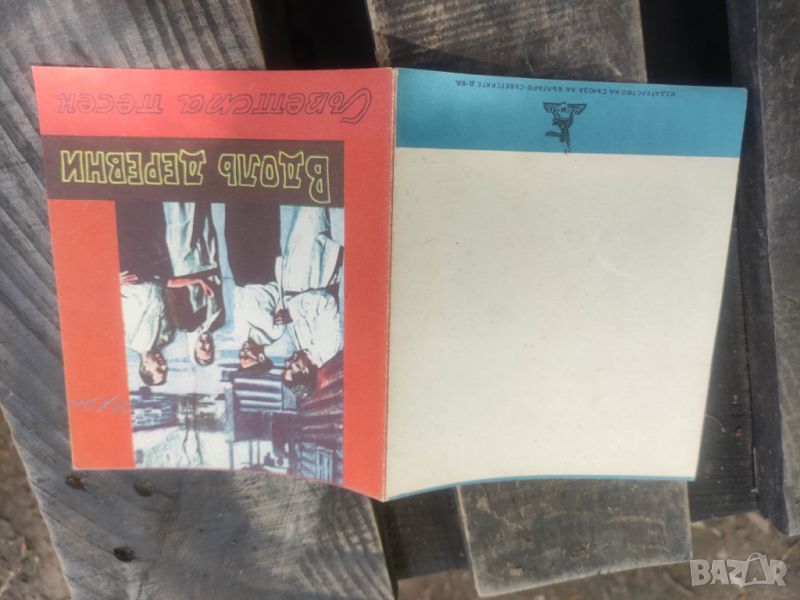 Съветска песен
Вдоль деревни
ИЗДАТЕЛСТВО НА СЪЮЗА НА БЪЛГАРО-СЪВЕТСКИТЕ Д-ВА
BAZAR